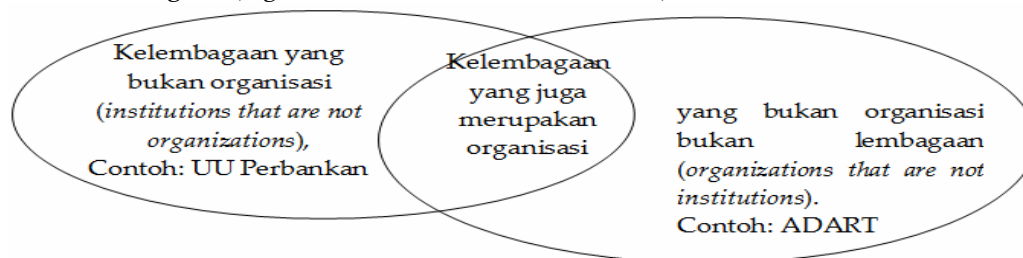 Kelembagaan yang
bukan organisasi
(institutions that are not
organizations),
Contoh: UU Perbankan
Kelembagaan
yang juga
merupakan
organisasi
yang bukan organisasi
bukan lembagaan
(organizations that are not
institutions).
Contoh: ADART